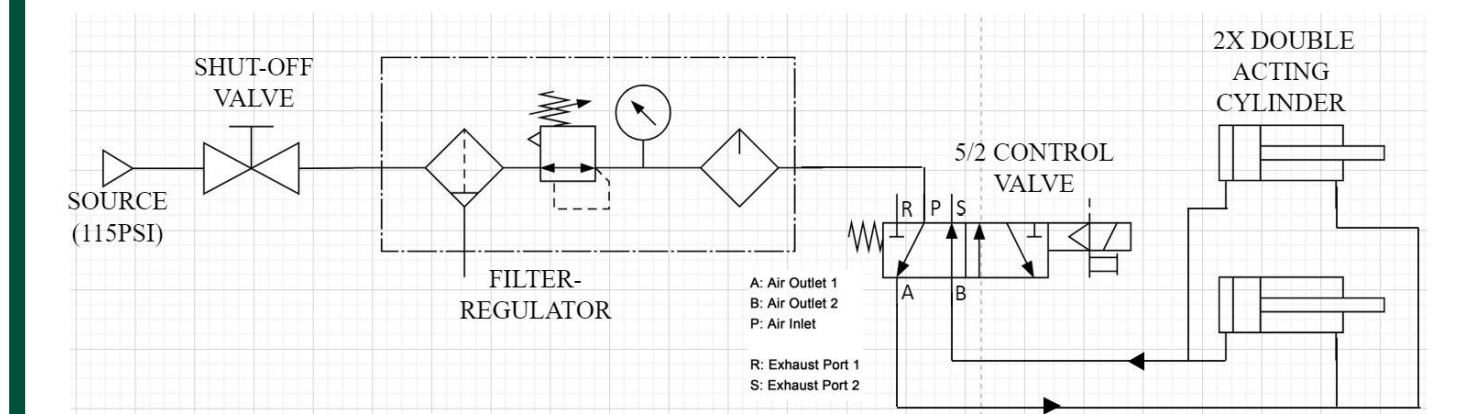 SHUT-OFF
VALVE
SOURCE
(115PSI)
FILTER-
REGULATOR
5/2 CONTROL
VALVE
R P S
A B
A: Air Outlet 1
B: Air Outlet 2
P: Air Inlet
R: Exhaust Port 1
S: Exhaust Port 2
2X DOUBLE
ACTING
CYLINDER